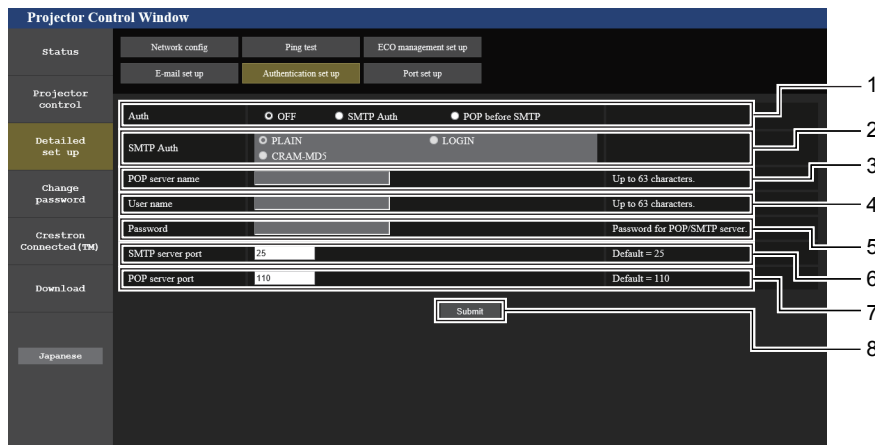 Projector Control Window
Status
Network config
Ping test
ECO management set up
E-mail set up
Authentication set up
Port set up
Projector
control
Detailed
set up
Change
password
Crestron
Connected(TM)
Download
Japanese
Auth
OFF
SMTP Auth
POP before SMTP
1
SMTP Auth
PLAIN
LOGIN
CRAM-MD5
2
POP server name
Up to 63 characters.
3
User name
Up to 63 characters.
4
Password
Password for POP/SMTP server.
5
SMTP server port
25
Default = 25
6
POP server port
110
Default = 110
7
Submit
8